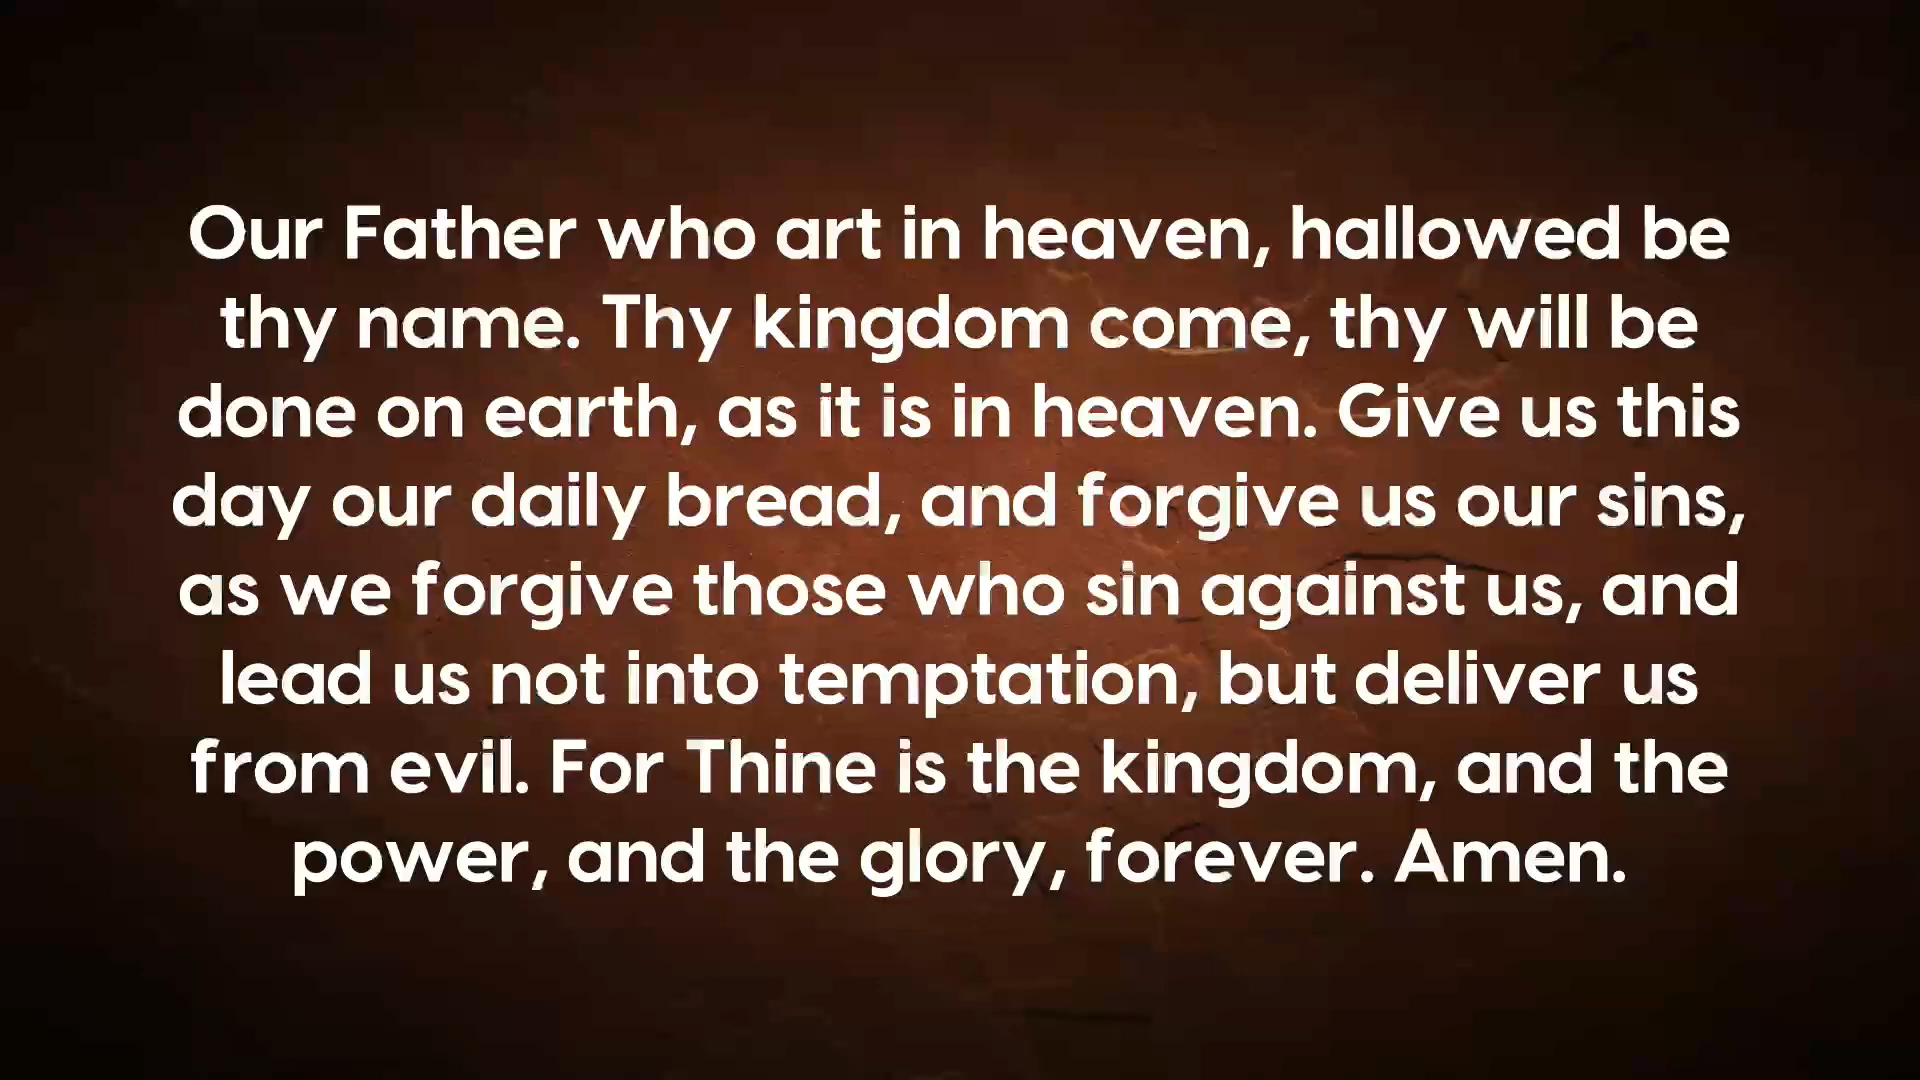 Our Father who art in heaven, hallowed be
thy name. Thy kingdom come, thy will be
done on earth, as it is in heaven. Give us this
day our daily bread, and forgive us our sins,
as we forgive those who sin against us, and
lead us not into temptation, but deliver us
from evil. For Thine is the kingdom, and the
power, and the glory, forever. Amen.